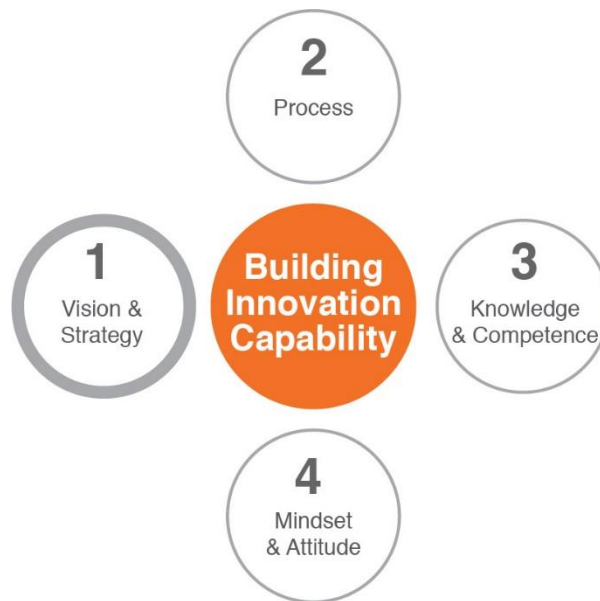 2
Process
1
Vision &
Strategy
Building
Innovation
Capability
3
Knowledge
& Competence
4
Mindset
& Attitude